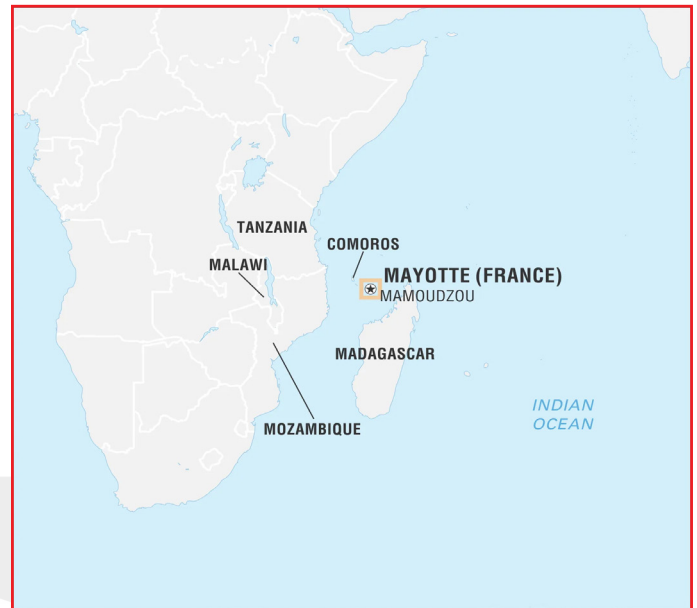 TANZANIA
COMOROS
MALAWI
MAYOTTE (FRANCE)
MAMOUDZOU
MADAGASCAR
INDIAN
OCEAN
MOZAMBIQUE